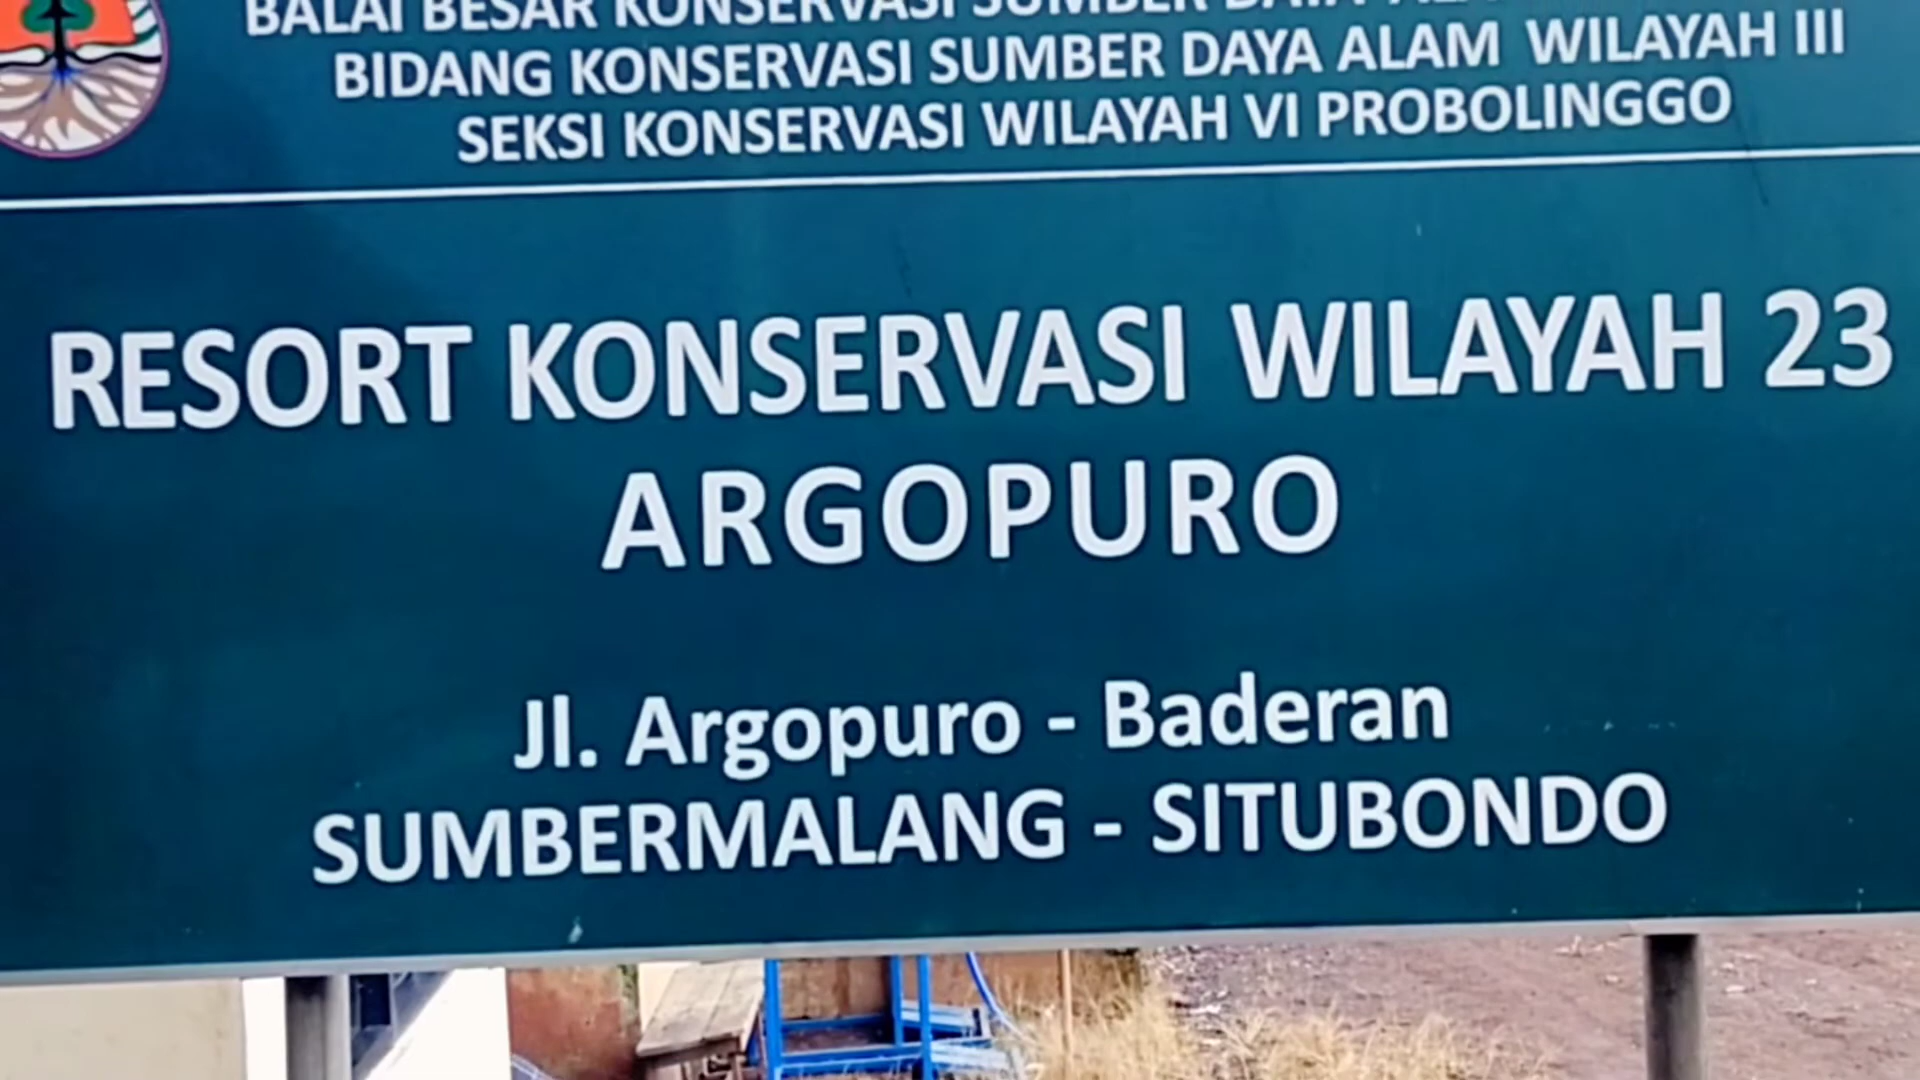 BALAI BESAR KONSERVASI SUMBER DAYA
BIDANG KONSERVASI SUMBER DAYA ALAM WILAYAH III
SEKSI KONSERVASI WILAYAH VI PROBOLINGGO
RESORT KONSERVASI WILAYAH 23
ARGOPURO
Jl. Argopuro - Baderan
SUMBERMALANG - SITUBONDO